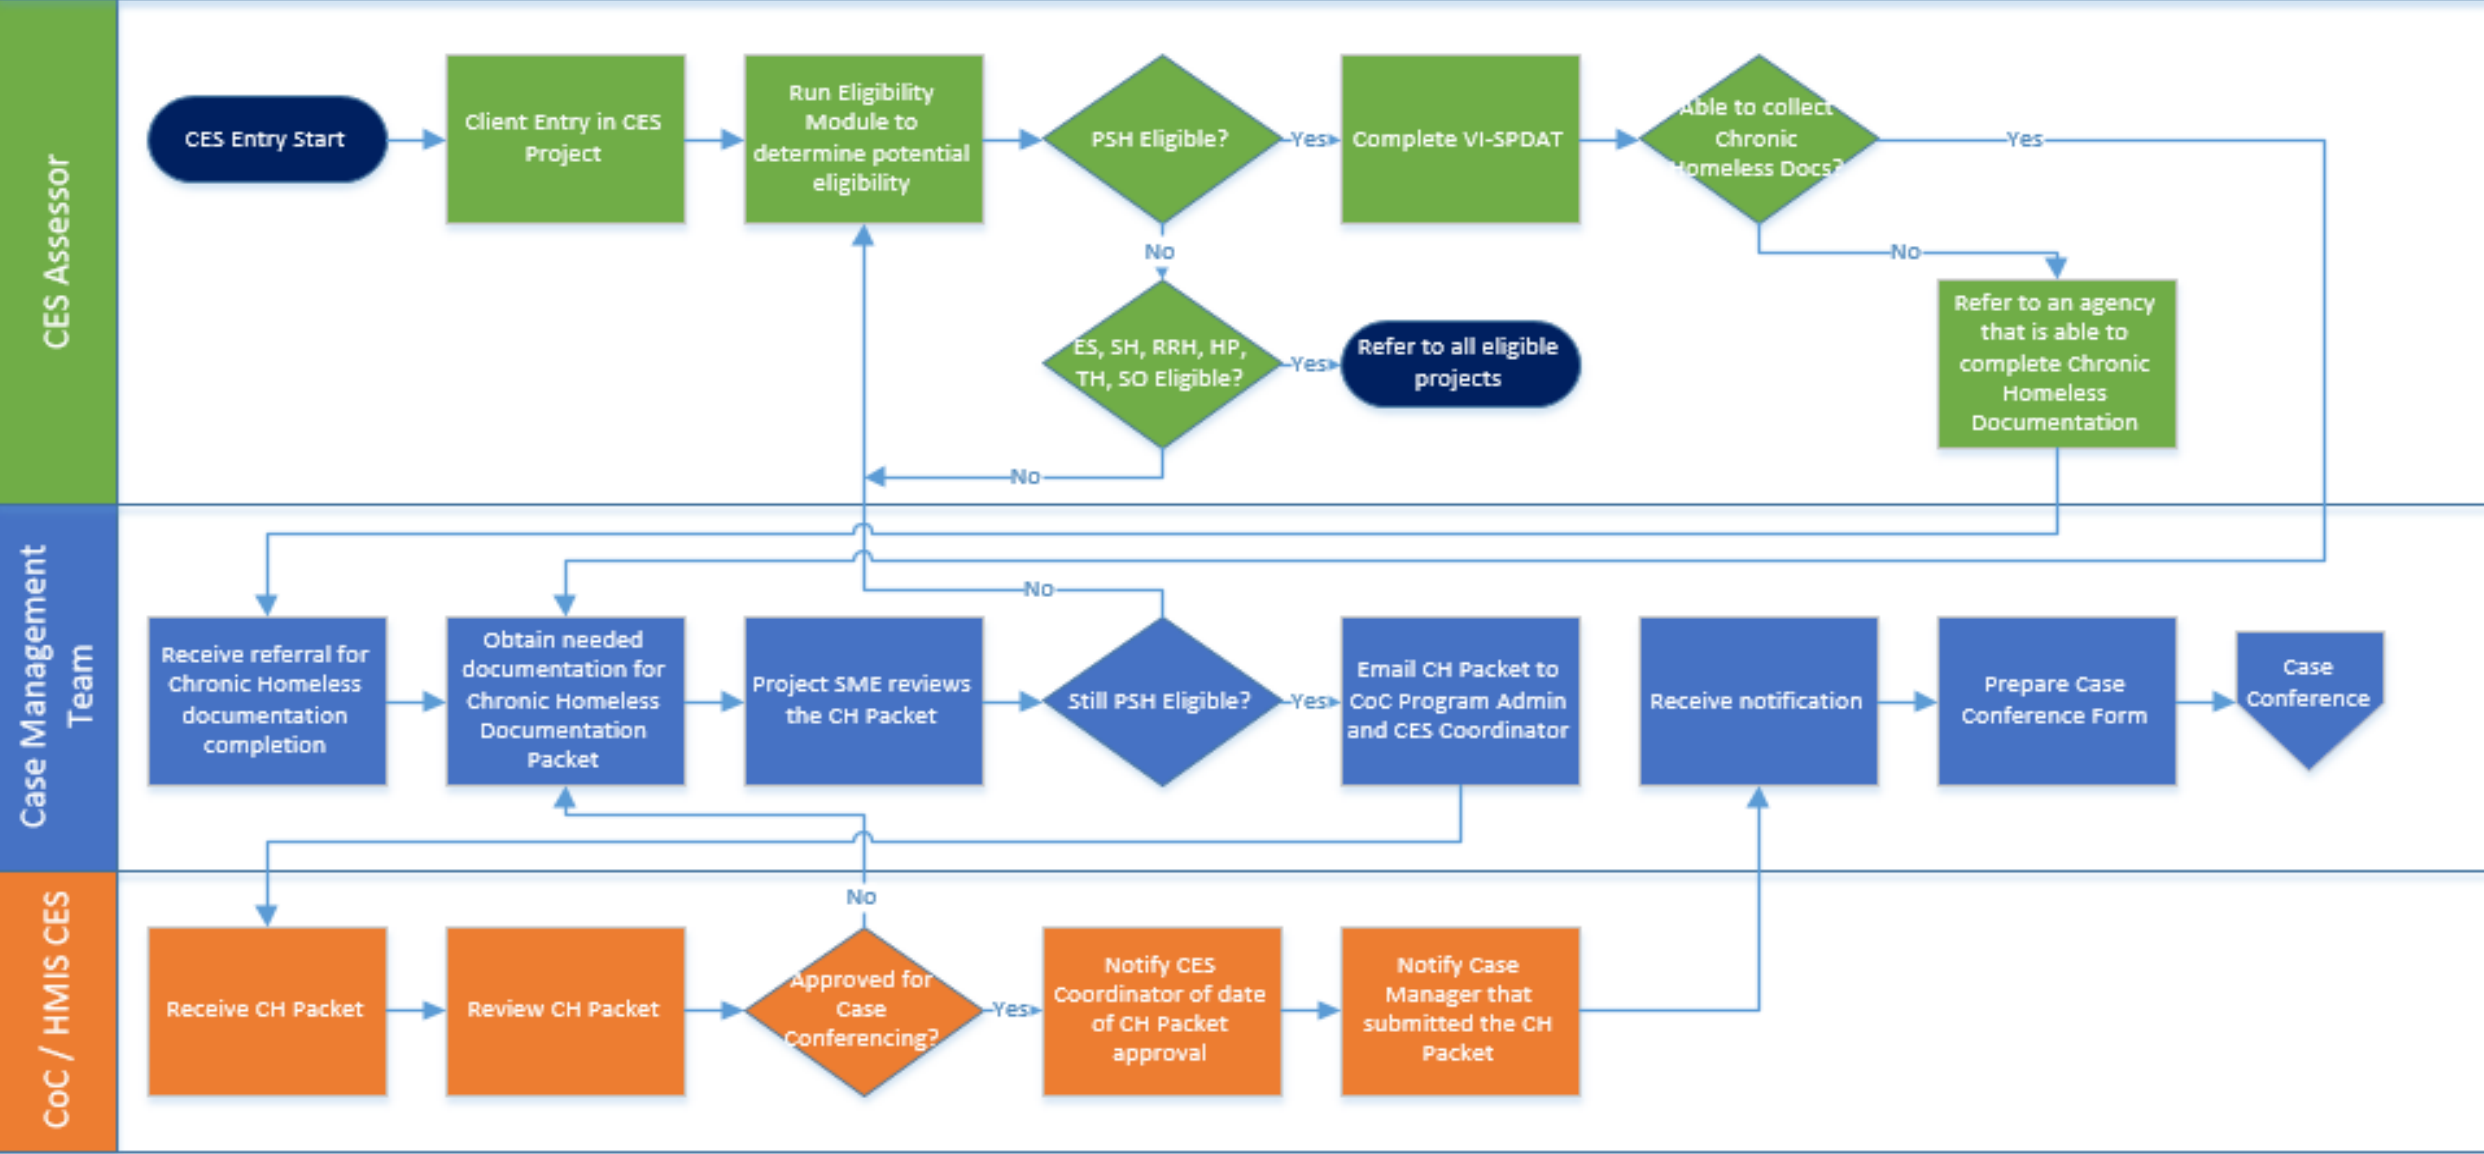 CES Assessor
CES Entry Start
Client Entry in CES
Project
Run Eligibility
Module to
determine potential
eligibility
PSH Eligible?
Yes
Complete VI-SPDAT
Able to collect
Chronic
Homeless Docs?
Yes
No
No
Refer to an agency
that is able to
complete Chronic
Homeless
Documentation
ES, SH, RRH, HP,
TH, SO Eligible?
Yes
Refer to all eligible
projects
No
Case Management
Team
No
Receive referral for
Chronic Homeless
documentation
completion
Obtain needed
documentation for
Chronic Homeless
Documentation
Packet
Project SME reviews
the CH Packet
Still PSH Eligible?
Yes
Email CH Packet to
CoC Program Admin
and CES Coordinator
Receive notification
Prepare Case
Conference Form
Case
Conference
CoC / HMIS CES
No
Receive CH Packet
Review CH Packet
Approved for
Case
Conferencing?
Yes
Notify CES
Coordinator of date
of CH Packet
approval
Notify Case
Manager that
submitted the CH
Packet